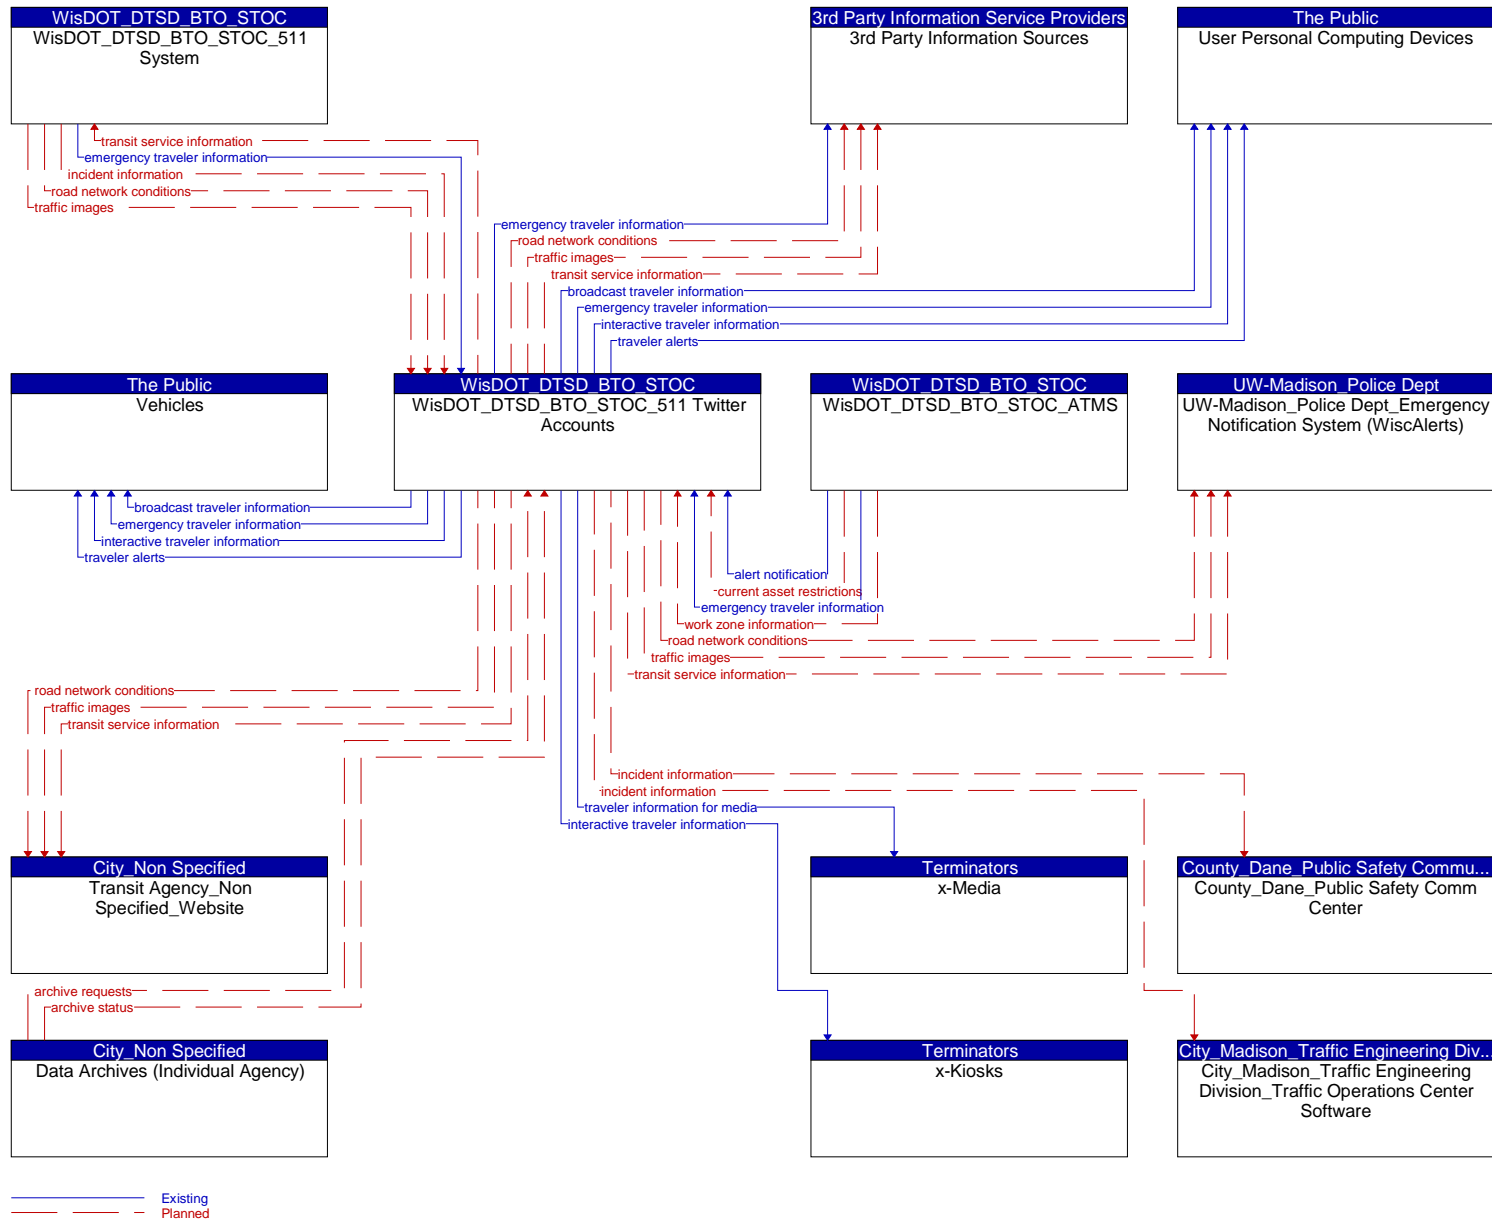 WisDOT_DTSD_BTO_STOC
WisDOT_DTSD_BTO_STOC_511
System
3rd Party Information Service Providers
3rd Party Information Sources
The Public
User Personal Computing Devices
transit service information
emergency traveler information
incident information
road network conditions
traffic images
emergency traveler information
road network conditions
traffic images
transit service information
broadcast traveler information
emergency traveler information
interactive traveler information
traveler alerts
The Public
Vehicles
WisDOT_DTSD_BTO_STOC
WisDOT_DTSD_BTO_STOC_511 Twitter
Accounts
WisDOT_DTSD_BTO_STOC
WisDOT_DTSD_BTO_STOC_ATMS
UW-Madison_Police Dept
UW-Madison_Police Dept_Emergency
Notification System (WiscAlerts)
broadcast traveler information
emergency traveler information
interactive traveler information
traveler alerts
alert notification
current asset restrictions
emergency traveler information
work zone information
road network conditions
traffic images
transit service information
road network conditions
traffic images
transit service information
incident information
incident information
traveler information for media
interactive traveler information
City_Non Specified
Transit Agency_Non
Specified_Website
Terminators
x-Media
County_Dane_Public Safety Commu...
County_Dane_Public Safety Comm
Center
archive requests
archive status
City_Non Specified
Data Archives (Individual Agency)
Terminators
x-Kiosks
City_Madison_Traffic Engineering Div...
City_Madison_Traffic Engineering
Division_Traffic Operations Center
Software
Existing
Planned